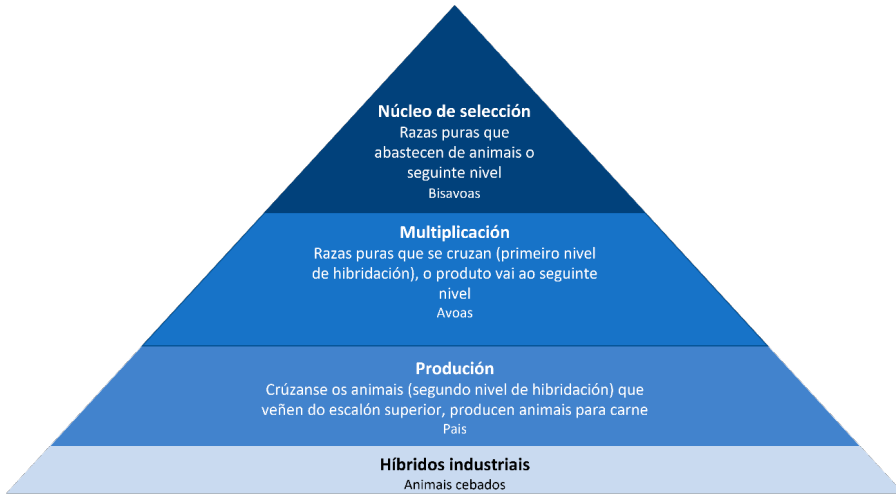 Núcleo de selección
Razas puras que
abastecen de animais o
seguinte nivel
Bisavoas
Multiplicación
Razas puras que se cruzan (primeiro nivel
de hibridación), o produto vai ao seguinte
nivel
Avoas
Produción
Crúzanse os animais (segundo nivel de hibridación) que
veñen do escalón superior, producen animais para carne
Pais
Híbridos industriais
Animais cebados